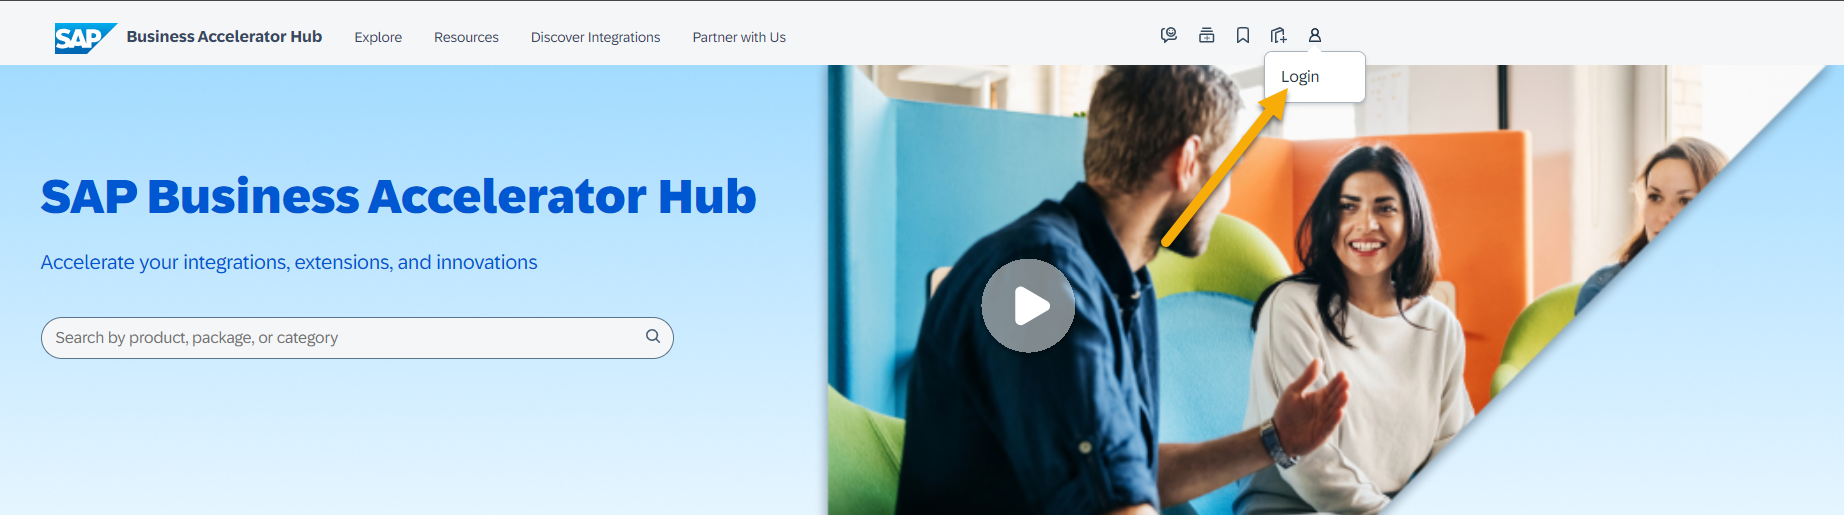 SAP Business Accelerator Hub Explore Resources Discover Integrations Partner with Us
Login
SAP Business Accelerator Hub
Accelerate your integrations, extensions, and innovations
Search by product, package, or category